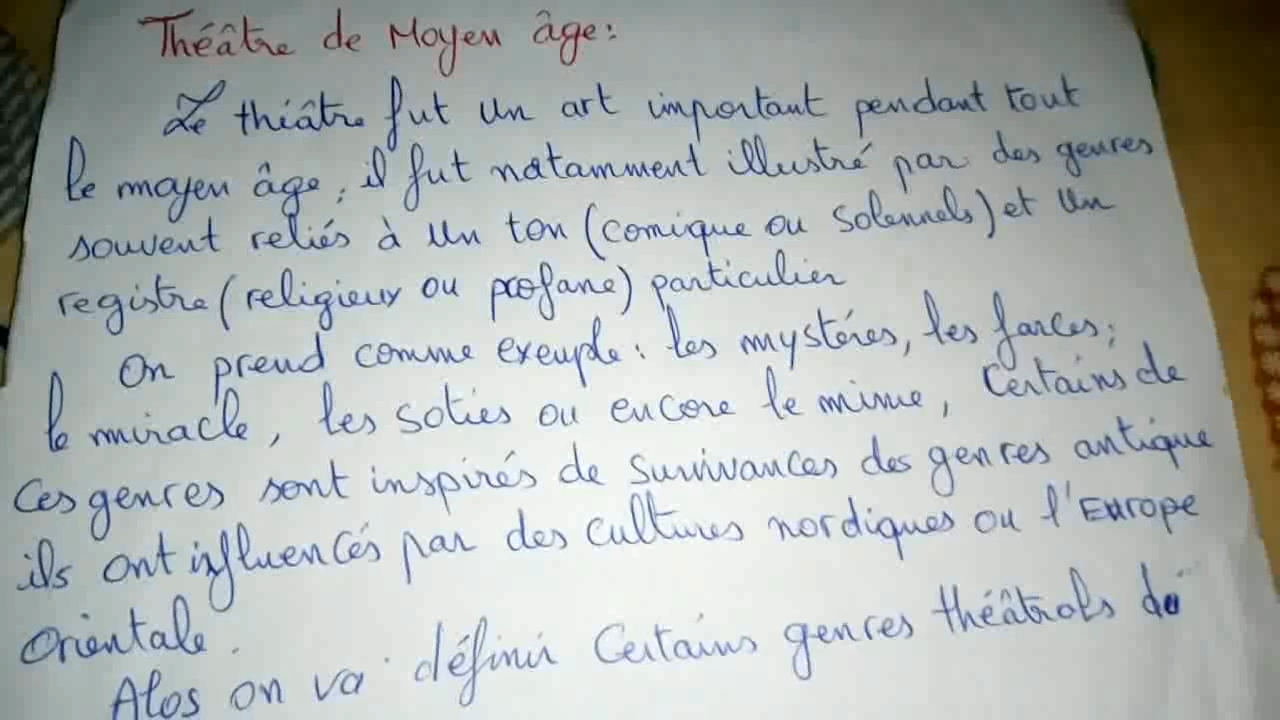 Théâtre de Moyen âge:
Le théâtre fut un art important pendant tout
le moyen âge, il fut notamment illustré par des genres
souvent reliés à un ton (comique ou solennels) et un
registre (religieux ou profane) particulier
On prend comme exemple: les mystéres, les farces;
le miracle, les soties ou encore le mime, Certains de
Ces genres sont inspirés de survivances des genres antique
ils ont influencés par des cultures nordiques ou l'Europe
Orientale.
Alos on va définir Certains genres théâtrals du